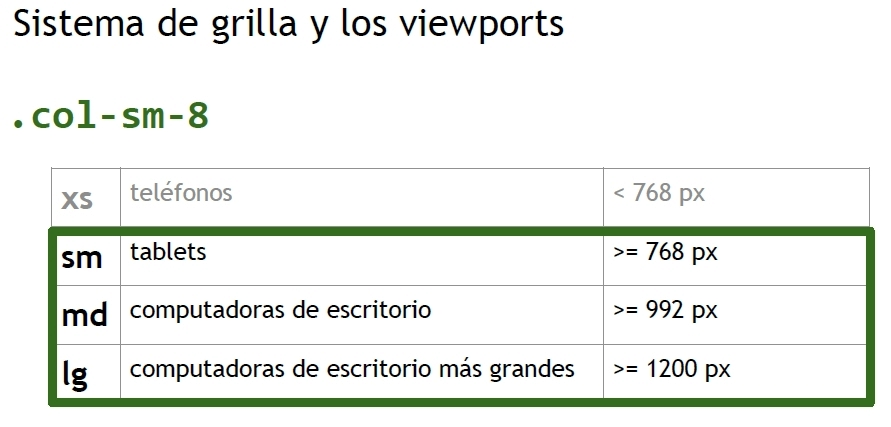 Sistema de grilla y los viewports
.col-sm-8
xs teléfonos < 768 px
sm tablets >= 768 px
md computadoras de escritorio >= 992 px
lg computadoras de escritorio más grandes >= 1200 px